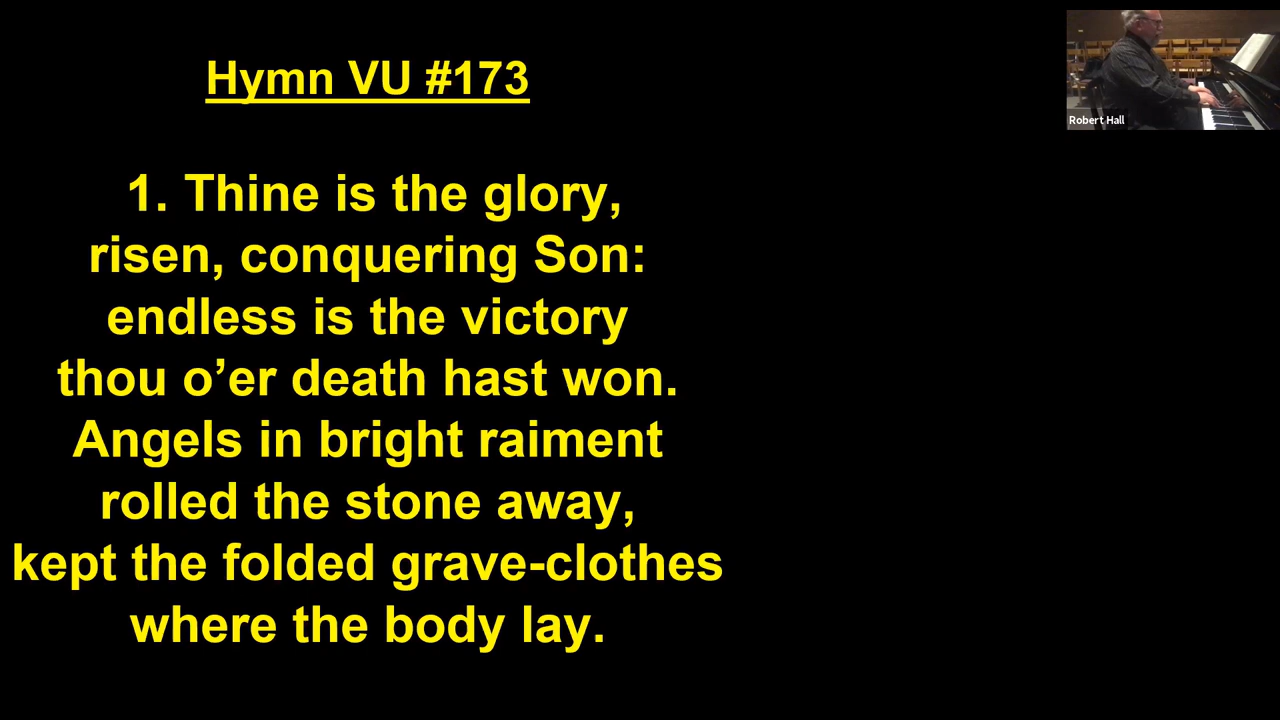 Hymn VU #173
1. Thine is the glory,
risen, conquering Son:
endless is the victory
thou o’er death hast won.
Angels in bright raiment
rolled the stone away,
kept the folded grave-clothes
where the body lay.
Robert Hall